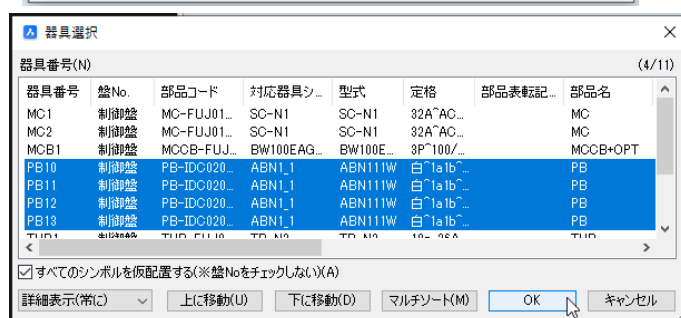 器具選択
器具番号(N) (4/11)
器具番号 盤No. 部品コード 対応器具シ... 型式 定格 部品表転記... 部品名
MC1 制御盤 MC-FUJ01... SC-N1 SC-N1 32A^AC... MC
MC2 制御盤 MC-FUJ01... SC-N1 SC-N1 32A^AC... MC
MCB1 制御盤 MCCB-FUJ... BW100EAG... BW100E... 3P^100/... MCCB+OPT
PB10 制御盤 PB-IDC020... ABN1_1 ABN111W 白^1a1b^... PB
PB11 制御盤 PB-IDC020... ABN1_1 ABN111W 白^1a1b^... PB
PB12 制御盤 PB-IDC020... ABN1_1 ABN111W 白^1a1b^... PB
PB13 制御盤 PB-IDC020... ABN1_1 ABN111W 白^1a1b^... PB
すべてのシンボルを仮配置する(※盤Noをチェックしない)(A)
詳細表示(常に) 上に移動(U) 下に移動(D) マルチソート(M) OK キャンセル